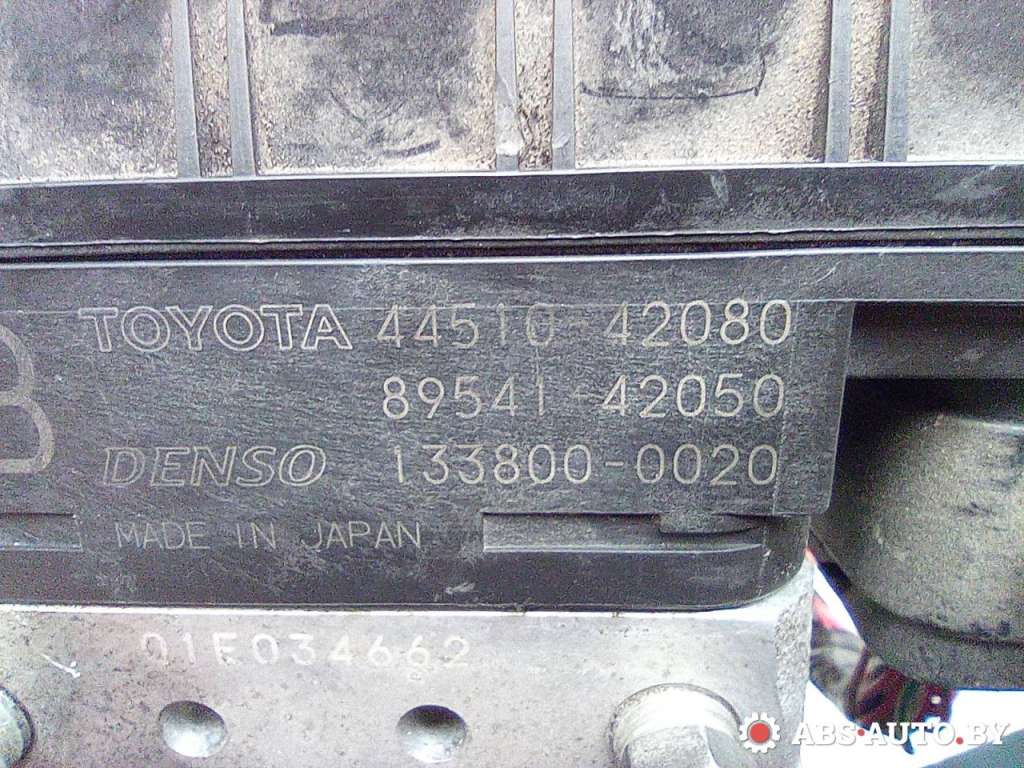 TOYOTA 44510-42080
89541-42050
DENSO 133800-0020
MADE IN JAPAN
01E034662
ABS-AUTO.BY